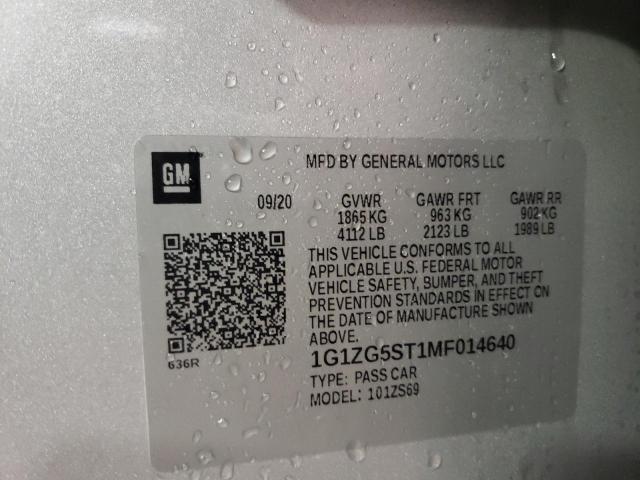 GM
MFD BY GENERAL MOTORS LLC
09/20 GVWR GAWR FRT GAWR RR
1865 KG 963 KG 902 KG
4112 LB 2123 LB 1989 LB
THIS VEHICLE CONFORMS TO ALL
APPLICABLE U.S. FEDERAL MOTOR
VEHICLE SAFETY, BUMPER, AND THEFT
PREVENTION STANDARDS IN EFFECT ON
THE DATE OF MANUFACTURE SHOWN
ABOVE.
636R
1G1ZG5ST1MF014640
TYPE: PASS CAR
MODEL: 101ZS69